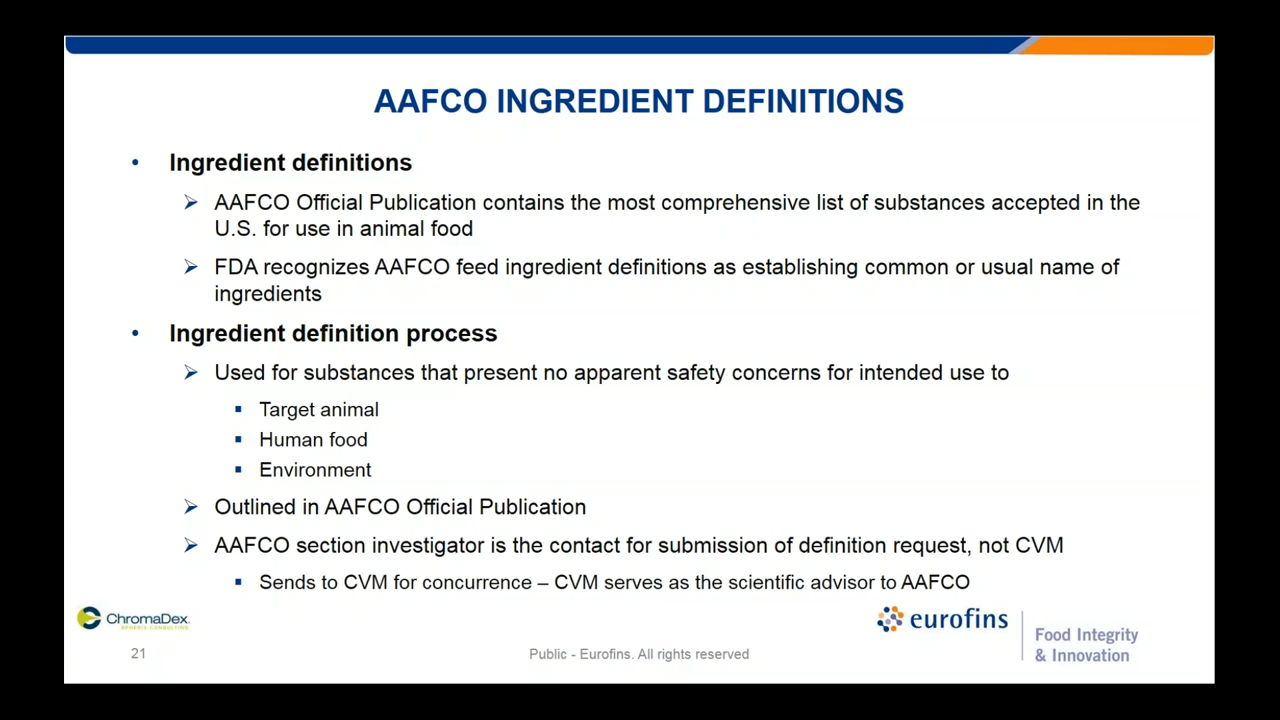 AAFCO INGREDIENT DEFINITIONS
• Ingredient definitions
➢ AAFCO Official Publication contains the most comprehensive list of substances accepted in the
U.S. for use in animal food
➢ FDA recognizes AAFCO feed ingredient definitions as establishing common or usual name of
ingredients
• Ingredient definition process
➢ Used for substances that present no apparent safety concerns for intended use to
▪ Target animal
▪ Human food
▪ Environment
➢ Outlined in AAFCO Official Publication
➢ AAFCO section investigator is the contact for submission of definition request, not CVM
▪ Sends to CVM for concurrence – CVM serves as the scientific advisor to AAFCO
ChromaDex
eurofins
Food Integrity
& Innovation
21
Public - Eurofins. All rights reserved